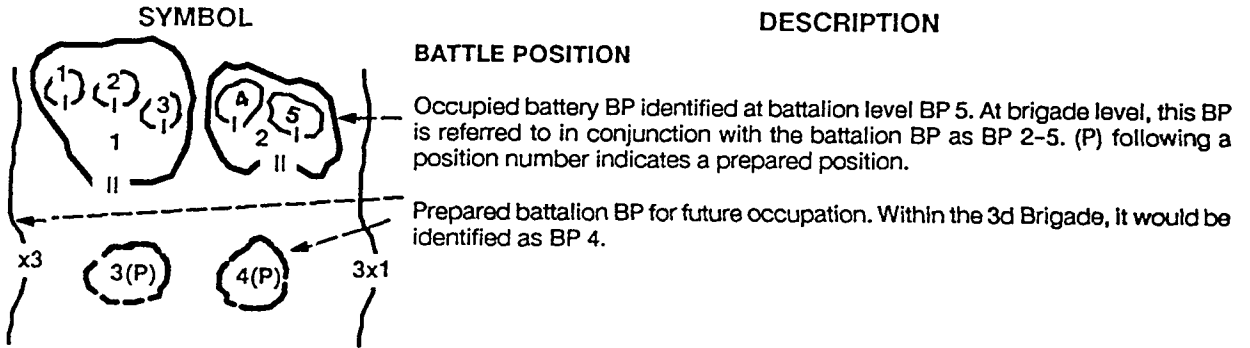 SYMBOL
DESCRIPTION
BATTLE POSITION
1 2 3 4 5
1 2
II II
Occupied battery BP identified at battalion level BP 5. At brigade level, this BP
is referred to in conjunction with the battalion BP as BP 2–5. (P) following a
position number indicates a prepared position.
Prepared battalion BP for future occupation. Within the 3d Brigade, it would be
identified as BP 4.
x3 3(P) 4(P) 3x1